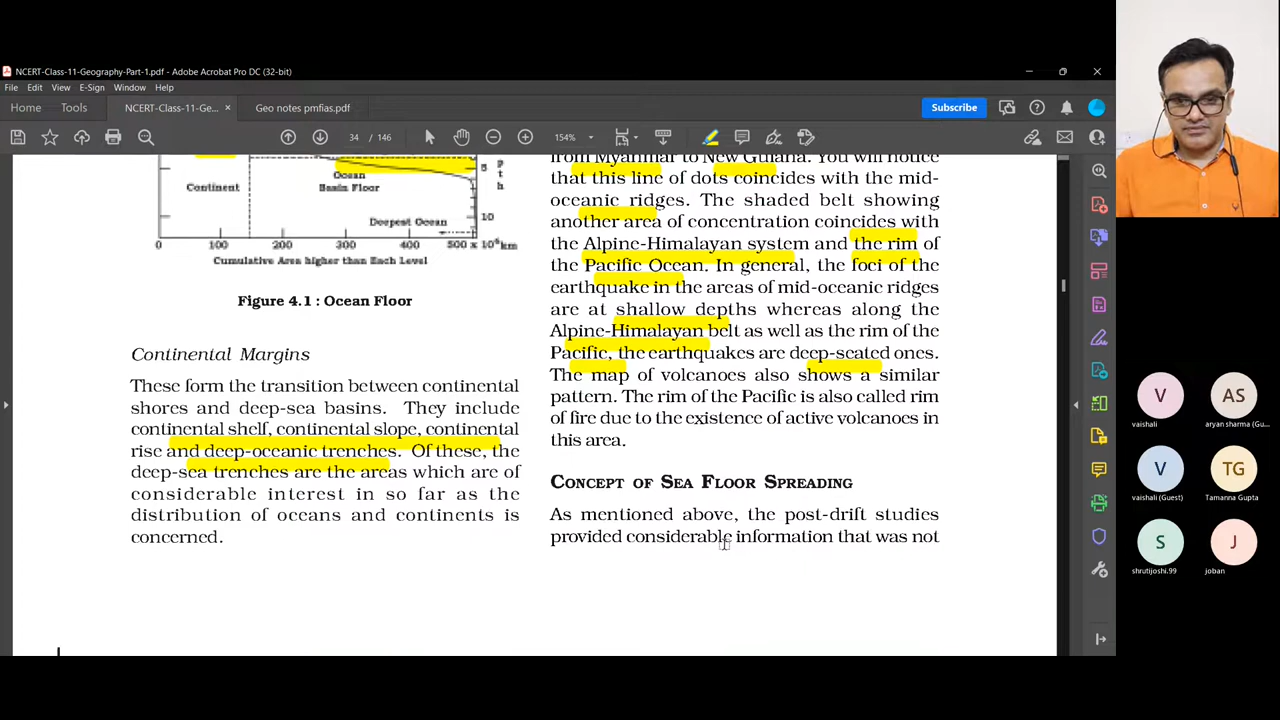 NCERT-Class-11-Geography-Part-1.pdf - Adobe Acrobat Pro DC (32-bit)
File Edit View E-Sign Window Help
Home Tools NCERT-Class-11-Ge... × Geo notes pmfias.pdf Subscribe
34 / 146 154%
5
p
t
h
Continent
Ocean
Basin Floor
Deepest Ocean
10
0 100 200 300 400 500 x 10⁶km
Cumulative Area higher than Each Level
Figure 4.1 : Ocean Floor
Continental Margins
These form the transition between continental
shores and deep-sea basins. They include
continental shelf, continental slope, continental
rise and deep-oceanic trenches. Of these, the
deep-sea trenches are the areas which are of
considerable interest in so far as the
distribution of oceans and continents is
concerned.
from Myanmar to New Guiana. You will notice
that this line of dots coincides with the mid-
oceanic ridges. The shaded belt showing
another area of concentration coincides with
the Alpine-Himalayan system and the rim of
the Pacific Ocean. In general, the foci of the
earthquake in the areas of mid-oceanic ridges
are at shallow depths whereas along the
Alpine-Himalayan belt as well as the rim of the
Pacific, the earthquakes are deep-seated ones.
The map of volcanoes also shows a similar
pattern. The rim of the Pacific is also called rim
of fire due to the existence of active volcanoes in
this area.
CONCEPT OF SEA FLOOR SPREADING
As mentioned above, the post-drift studies
provided considerable information that was not
V AS
vaishali aryan sharma (Gu...
V TG
vaishali (Guest) Tamanna Gupta
S J
shrutijoshi.99 joban